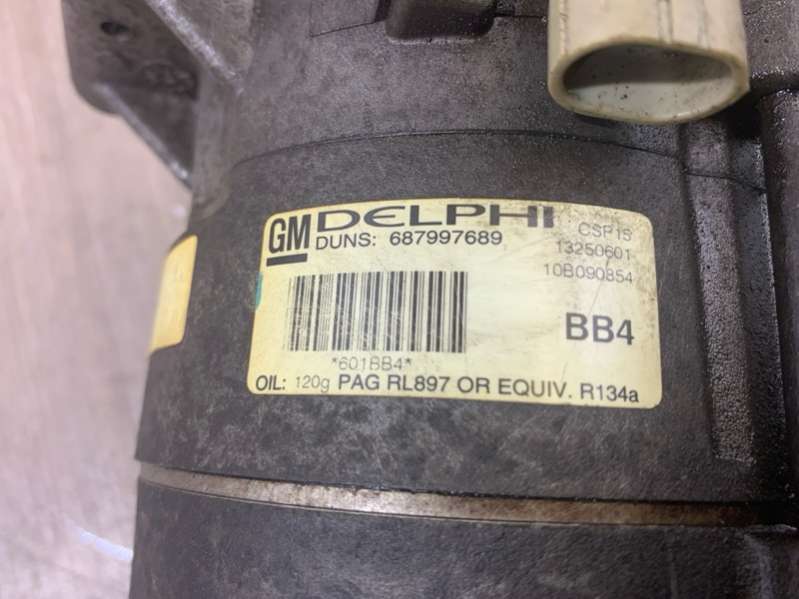 GM DELPHI CSP15
DUNS: 687997689 13250601
10B090854
BB4
*601BB4*
OIL: 120g PAG RL897 OR EQUIV. R134a